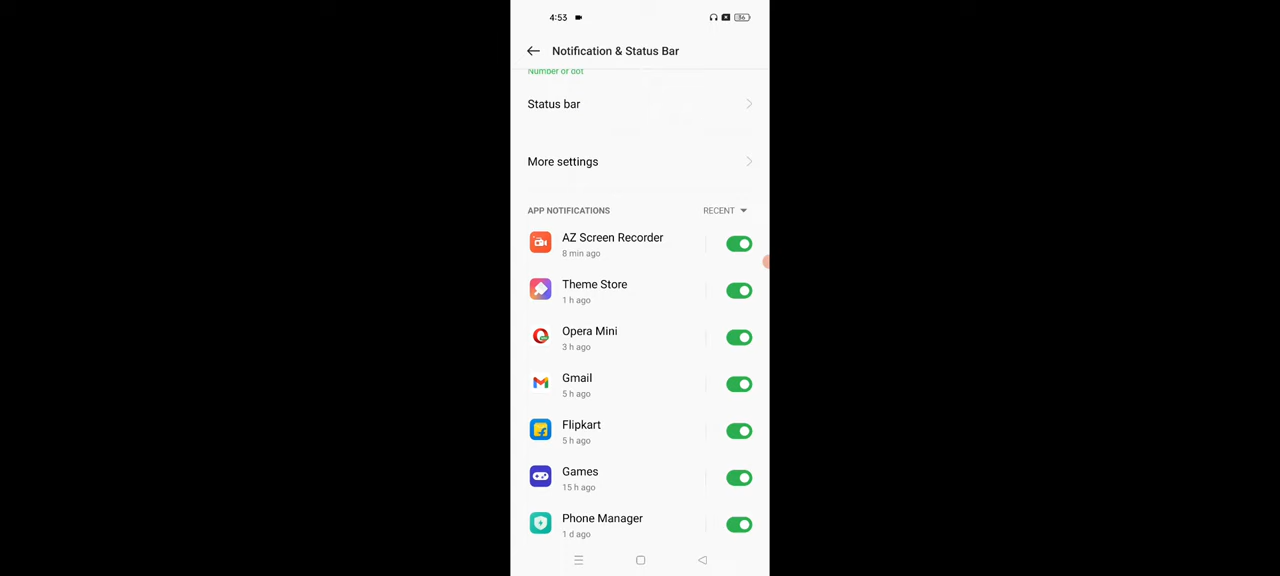 4:53
56
Notification & Status Bar
Number or dot
Status bar
More settings
APP NOTIFICATIONS RECENT
AZ Screen Recorder
8 min ago
Theme Store
1 h ago
Opera Mini
3 h ago
Gmail
5 h ago
Flipkart
5 h ago
Games
15 h ago
Phone Manager
1 d ago